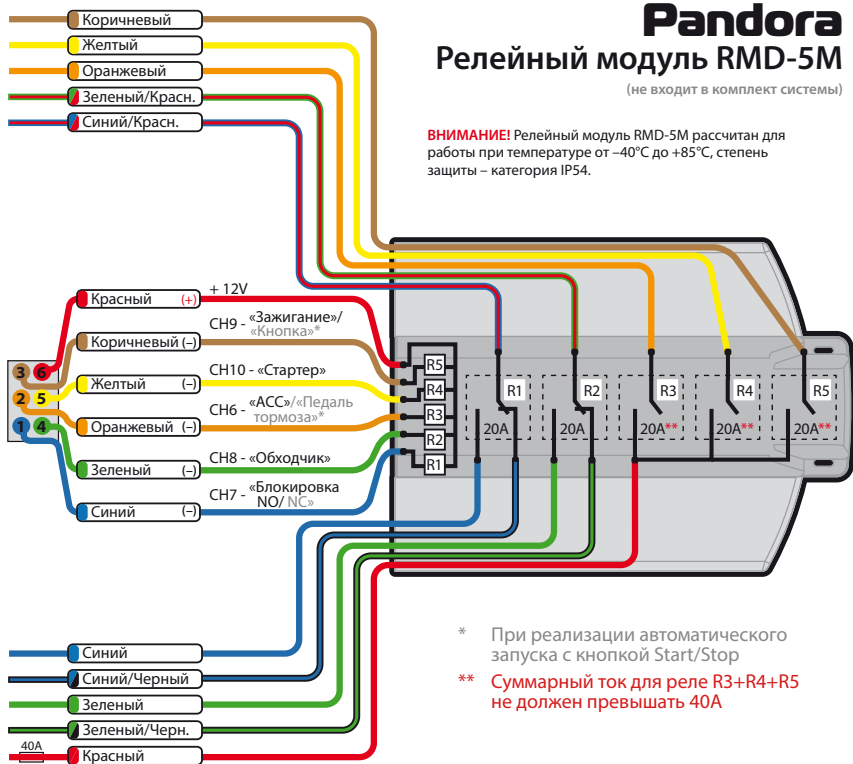 Pandora
Релейный модуль RMD-5M
(не входит в комплект системы)
ВНИМАНИЕ! Релейный модуль RMD-5M рассчитан для
работы при температуре от –40°C до +85°C, степень
защиты – категория IP54.
Коричневый
Желтый
Оранжевый
Зеленый/Красн.
Синий/Красн.
Красный (+)
+ 12V
Коричневый (–)
CH9 - «Зажигание»/
«Кнопка»*
Желтый (–)
CH10 - «Стартер»
Оранжевый (–)
CH6 - «ACC»/«Педаль
тормоза»*
Зеленый (–)
CH8 - «Обходчик»
Синий (–)
CH7 - «Блокировка
NO/ NC»
3 6
2 5
1 4
R5
R4
R3
R2
R1
R1
R2
R3
R4
R5
20A
20A
20A**
20A**
20A**
Синий
Синий/Черный
Зеленый
Зеленый/Черн.
40A
Красный
* При реализации автоматического
запуска с кнопкой Start/Stop
** Суммарный ток для реле R3+R4+R5
не должен превышать 40A